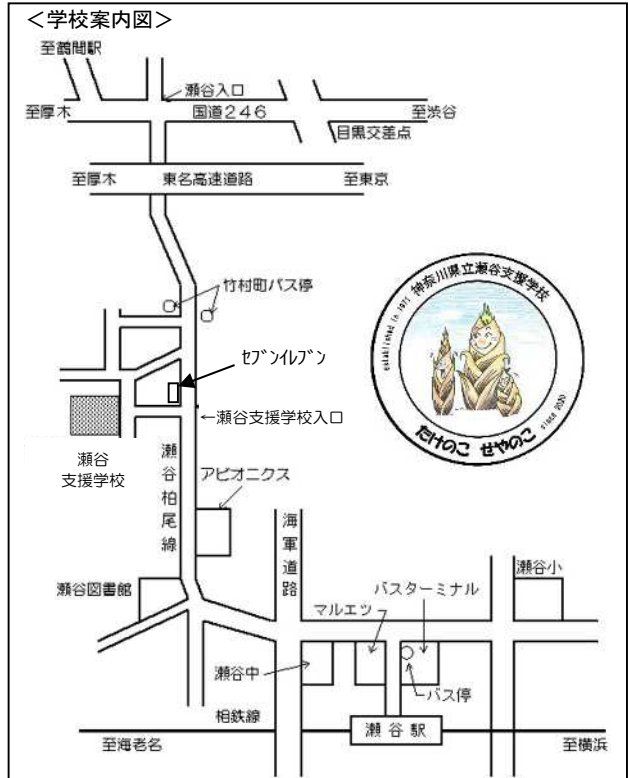 ＜学校案内図＞
至鶴間駅
瀬谷入口
至厚木
国道２４６
至渋谷
目黒交差点
至厚木
東名高速道路
至東京
竹村町バス停
神奈川県立瀬谷支援学校
established in 1975
たけのこ せやのこ
since 2020
ｾﾌﾞﾝｲﾚﾌﾞﾝ
←瀬谷支援学校入口
瀬谷
支援学校
瀬谷柏尾線
アビオニクス
海軍道路
瀬谷図書館
マルエツ
バスターミナル
瀬谷小
瀬谷中
バス停
相鉄線
瀬谷駅
至海老名
至横浜